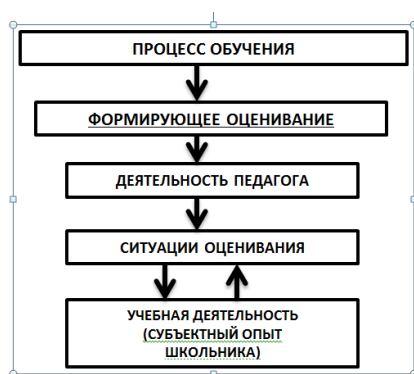 ПРОЦЕСС ОБУЧЕНИЯ
ФОРМИРУЮЩЕЕ ОЦЕНИВАНИЕ
ДЕЯТЕЛЬНОСТЬ ПЕДАГОГА
СИТУАЦИИ ОЦЕНИВАНИЯ
УЧЕБНАЯ ДЕЯТЕЛЬНОСТЬ
(СУБЪЕКТНЫЙ ОПЫТ
ШКОЛЬНИКА)